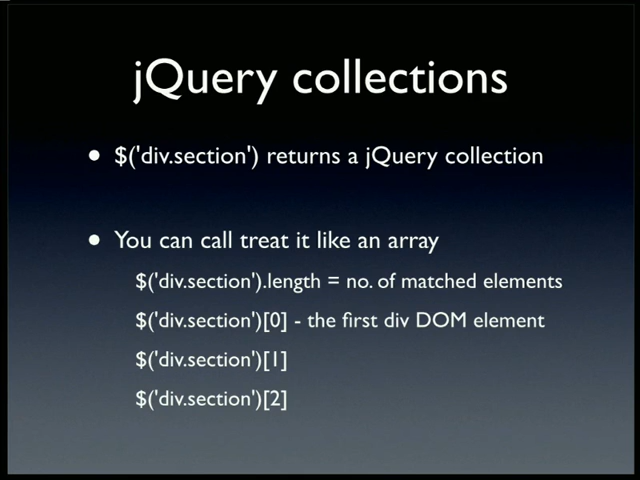 jQuery collections
• $('div.section') returns a jQuery collection
• You can call treat it like an array
$('div.section').length = no. of matched elements
$('div.section')[0] - the first div DOM element
$('div.section')[1]
$('div.section')[2]